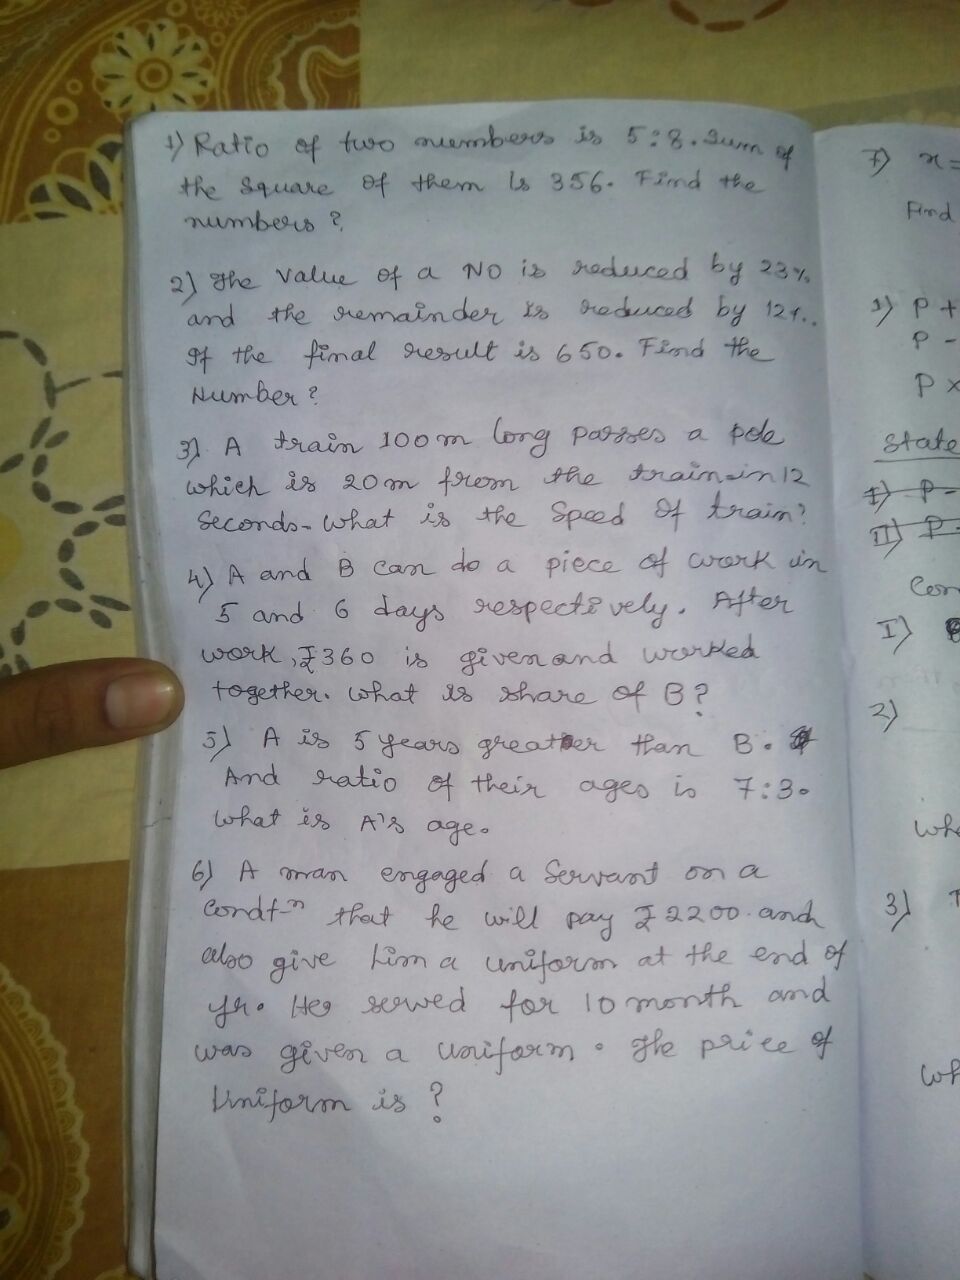 1) Ratio of two numbers is 5:8. Sum of
the Square of them is 356. Find the
numbers?
2) The value of a NO is reduced by 23%
and the remainder is reduced by 12%.
If the final result is 650. Find the
Number?
3). A train 100m long passes a pole
which is 20m from the train in 12
seconds. What is the Speed of train?
4) A and B can do a piece of work in
5 and 6 days respectively. After
work, ₹360 is given and worked
together. What is share of B?
5) A is 5 years greater than B.
And ratio of their ages is 7:3.
What is A's age.
6) A man engaged a Servant on a
condt-n that he will pay ₹2200 and
also give him a uniform at the end of
yr. He served for 10 month and
was given a uniform. The price of
Uniform is ?
7) x=
Find
1) P +
P -
P x
State
I) P -
II) P -
Con
I)
2)
Wha
3)
Wh